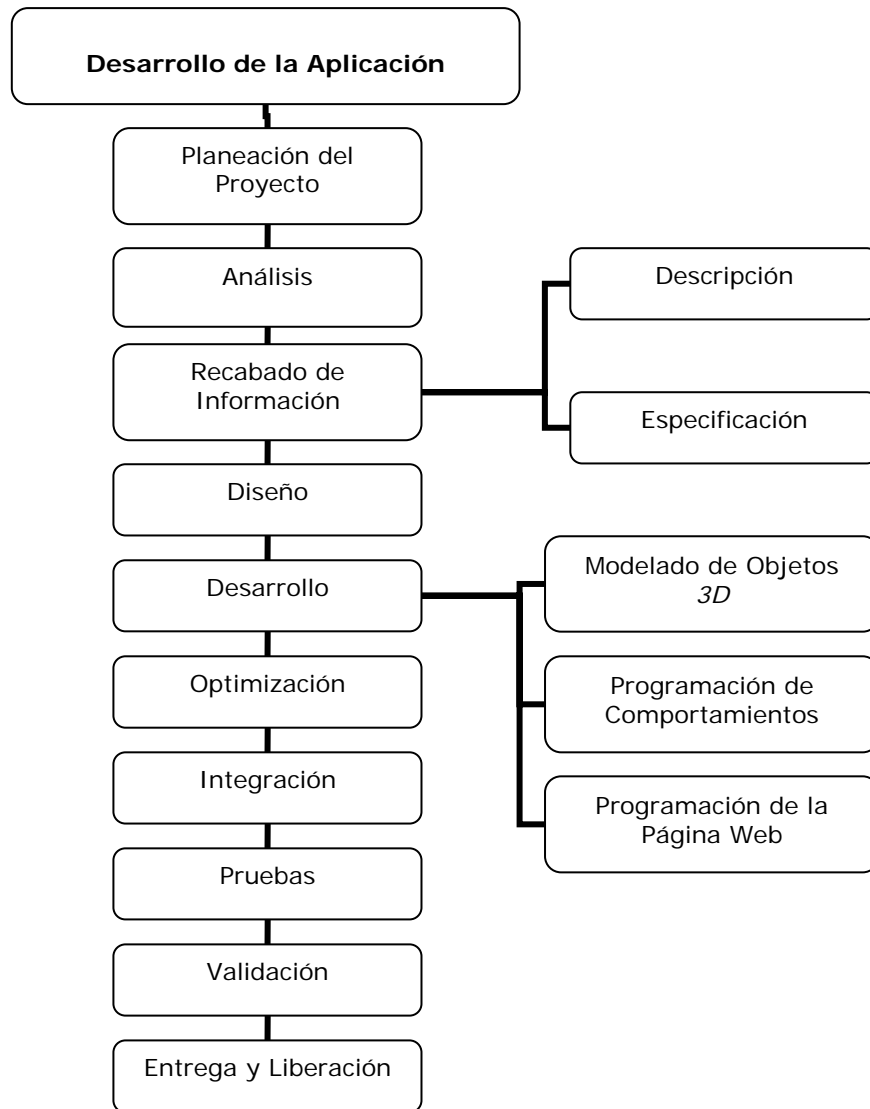 Desarrollo de la Aplicación
Planeación del
Proyecto
Análisis
Descripción
Recabado de
Información
Especificación
Diseño
Desarrollo
Modelado de Objetos
3D
Optimización
Programación de
Comportamientos
Integración
Programación de la
Página Web
Pruebas
Validación
Entrega y Liberación